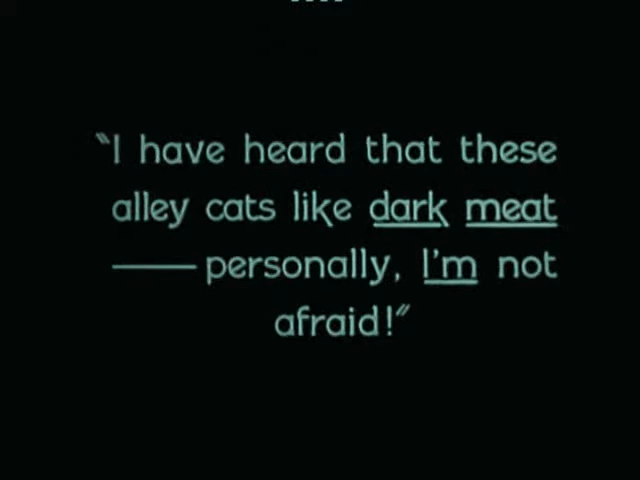 "I have heard that these
alley cats like dark meat
—— personally, I'm not
afraid!"